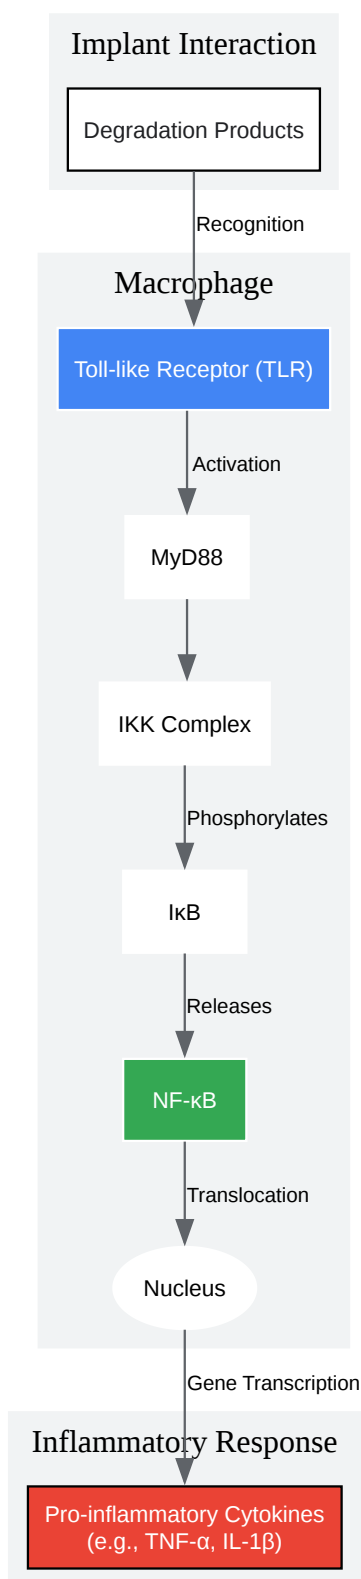 Implant Interaction
Degradation Products
Recognition
Macrophage
Toll-like Receptor (TLR)
Activation
MyD88
IKK Complex
Phosphorylates
IκB
Releases
NF-κB
Translocation
Nucleus
Gene Transcription
Inflammatory Response
Pro-inflammatory Cytokines
(e.g., TNF-α, IL-1β)